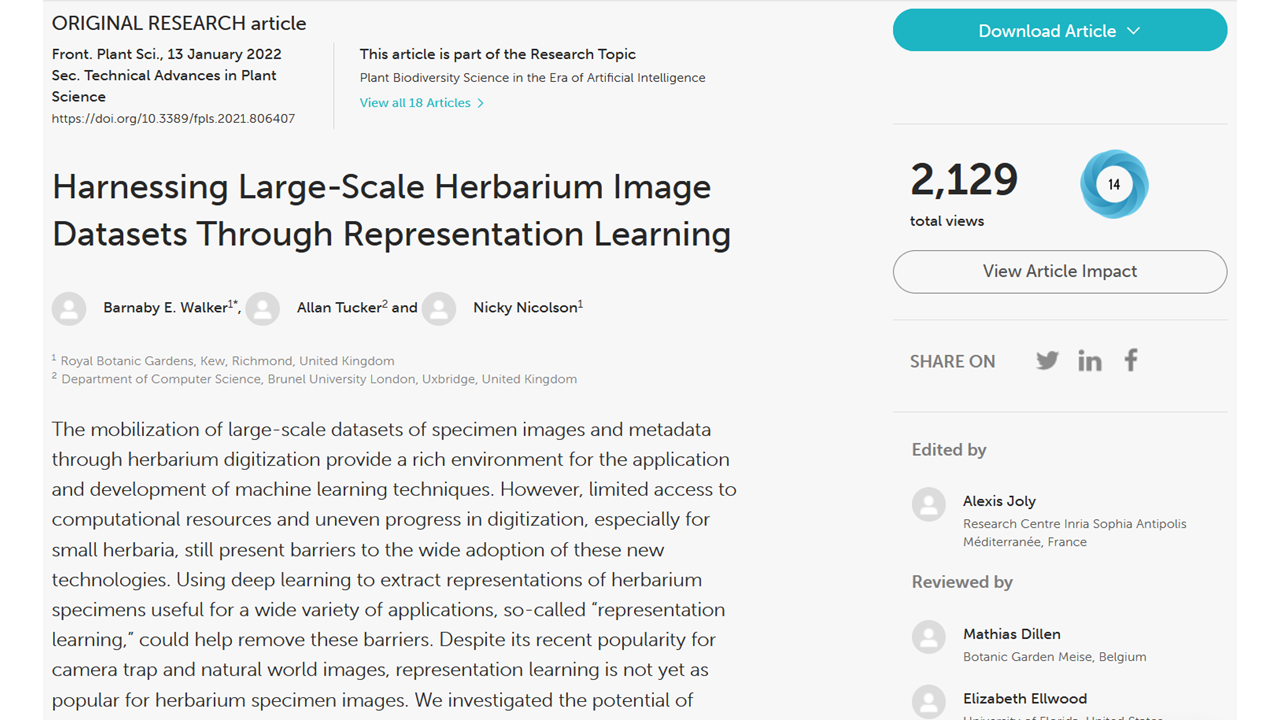 ORIGINAL RESEARCH article
Front. Plant Sci., 13 January 2022
Sec. Technical Advances in Plant
Science
https://doi.org/10.3389/fpls.2021.806407
This article is part of the Research Topic
Plant Biodiversity Science in the Era of Artificial Intelligence
View all 18 Articles
Harnessing Large-Scale Herbarium Image
Datasets Through Representation Learning
Barnaby E. Walker1*, Allan Tucker2 and Nicky Nicolson1
1 Royal Botanic Gardens, Kew, Richmond, United Kingdom
2 Department of Computer Science, Brunel University London, Uxbridge, United Kingdom
The mobilization of large-scale datasets of specimen images and metadata
through herbarium digitization provide a rich environment for the application
and development of machine learning techniques. However, limited access to
computational resources and uneven progress in digitization, especially for
small herbaria, still present barriers to the wide adoption of these new
technologies. Using deep learning to extract representations of herbarium
specimens useful for a wide variety of applications, so-called “representation
learning,” could help remove these barriers. Despite its recent popularity for
camera trap and natural world images, representation learning is not yet as
popular for herbarium specimen images. We investigated the potential of
Download Article
2,129
total views
14
View Article Impact
SHARE ON
Edited by
Alexis Joly
Research Centre Inria Sophia Antipolis
Méditerranée, France
Reviewed by
Mathias Dillen
Botanic Garden Meise, Belgium
Elizabeth Ellwood
University of Florida, United States